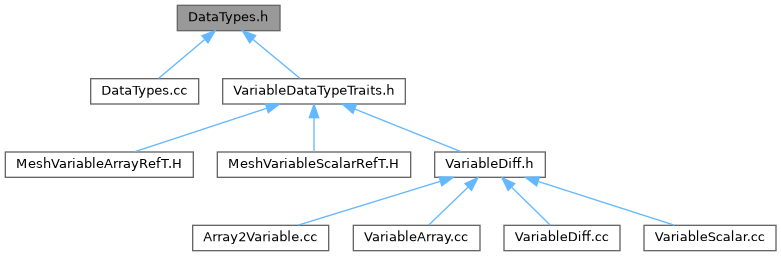 DataTypes.h
DataTypes.cc
VariableDataTypeTraits.h
MeshVariableArrayRefT.H
MeshVariableScalarRefT.H
VariableDiff.h
Array2Variable.cc
VariableArray.cc
VariableDiff.cc
VariableScalar.cc